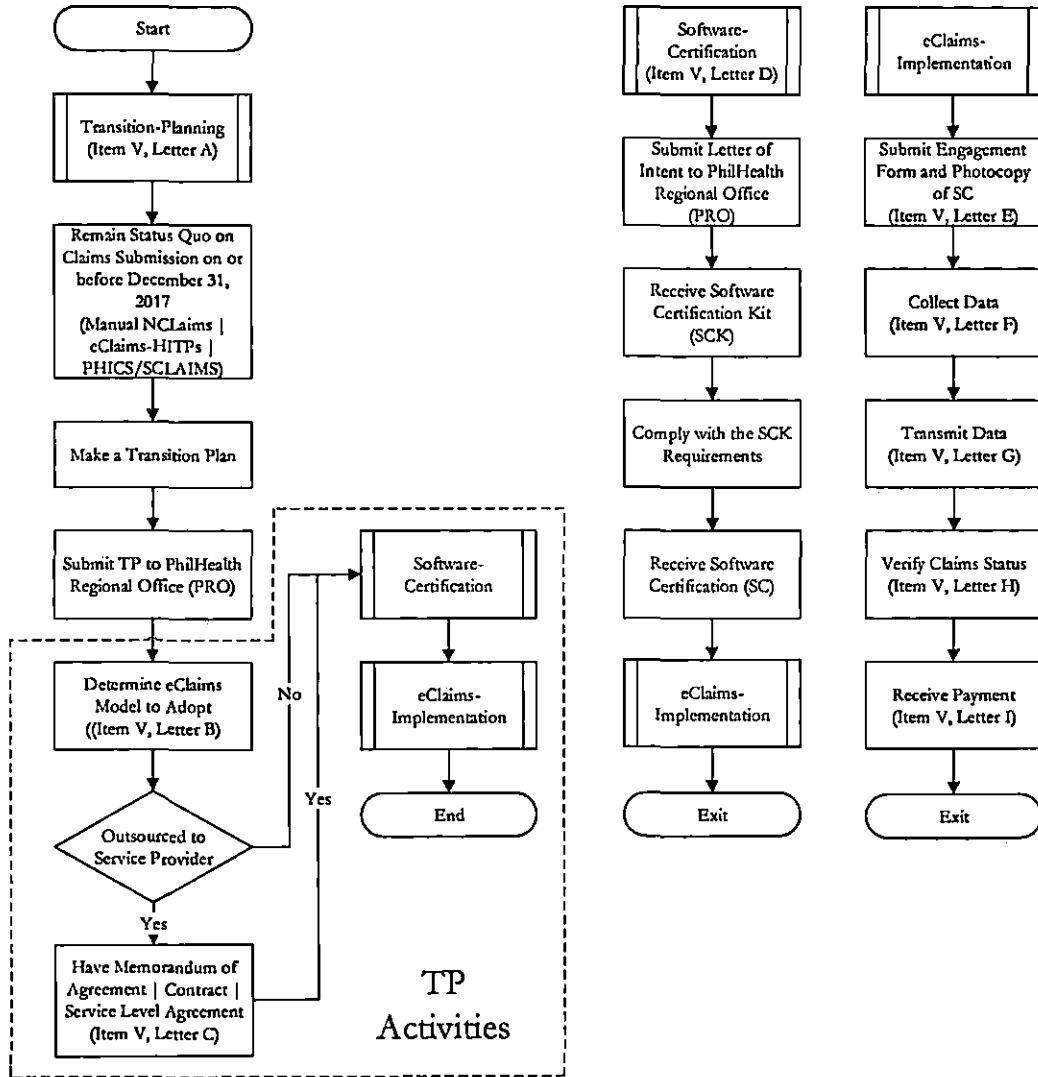 Start
Transition-Planning
(Item V, Letter A)
Remain Status Quo on
Claims Submission on or
before December 31,
2017
(Manual NClaims |
eClaims-HITPs |
PHICS/SCLAIMS)
Make a Transition Plan
Submit TP to PhilHealth
Regional Office (PRO)
Determine eClaims
Model to Adopt
((Item V, Letter B)
Outsourced to
Service Provider
No
Yes
Yes
Have Memorandum of
Agreement | Contract |
Service Level Agreement
(Item V, Letter C)
Software-
Certification
eClaims-
Implementation
End
TP
Activities
Software-
Certification
(Item V, Letter D)
Submit Letter of
Intent to PhilHealth
Regional Office
(PRO)
Receive Software
Certification Kit
(SCK)
Comply with the SCK
Requirements
Receive Software
Certification (SC)
eClaims-
Implementation
Exit
eClaims-
Implementation
Submit Engagement
Form and Photocopy
of SC
(Item V, Letter E)
Collect Data
(Item V, Letter F)
Transmit Data
(Item V, Letter G)
Verify Claims Status
(Item V, Letter H)
Receive Payment
(Item V, Letter I)
Exit